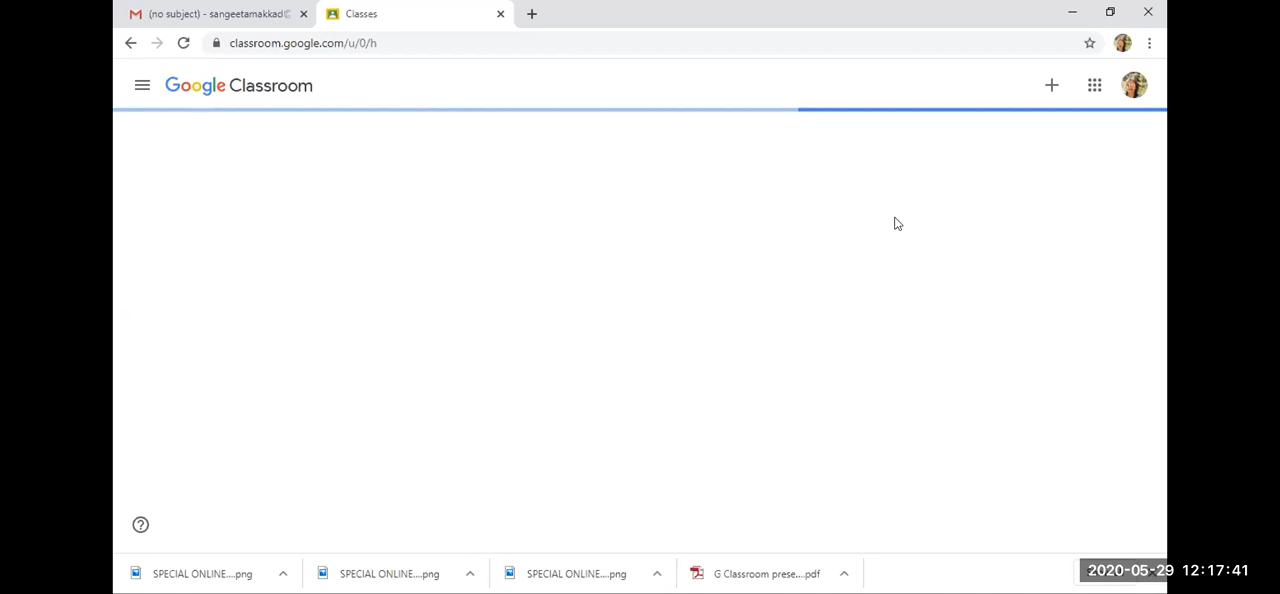 (no subject) - sangeetamakkad
Classes
classroom.google.com/u/0/h
Google Classroom
SPECIAL ONLINE....png
SPECIAL ONLINE....png
SPECIAL ONLINE....png
G Classroom prese....pdf
2020-05-29 12:17:41